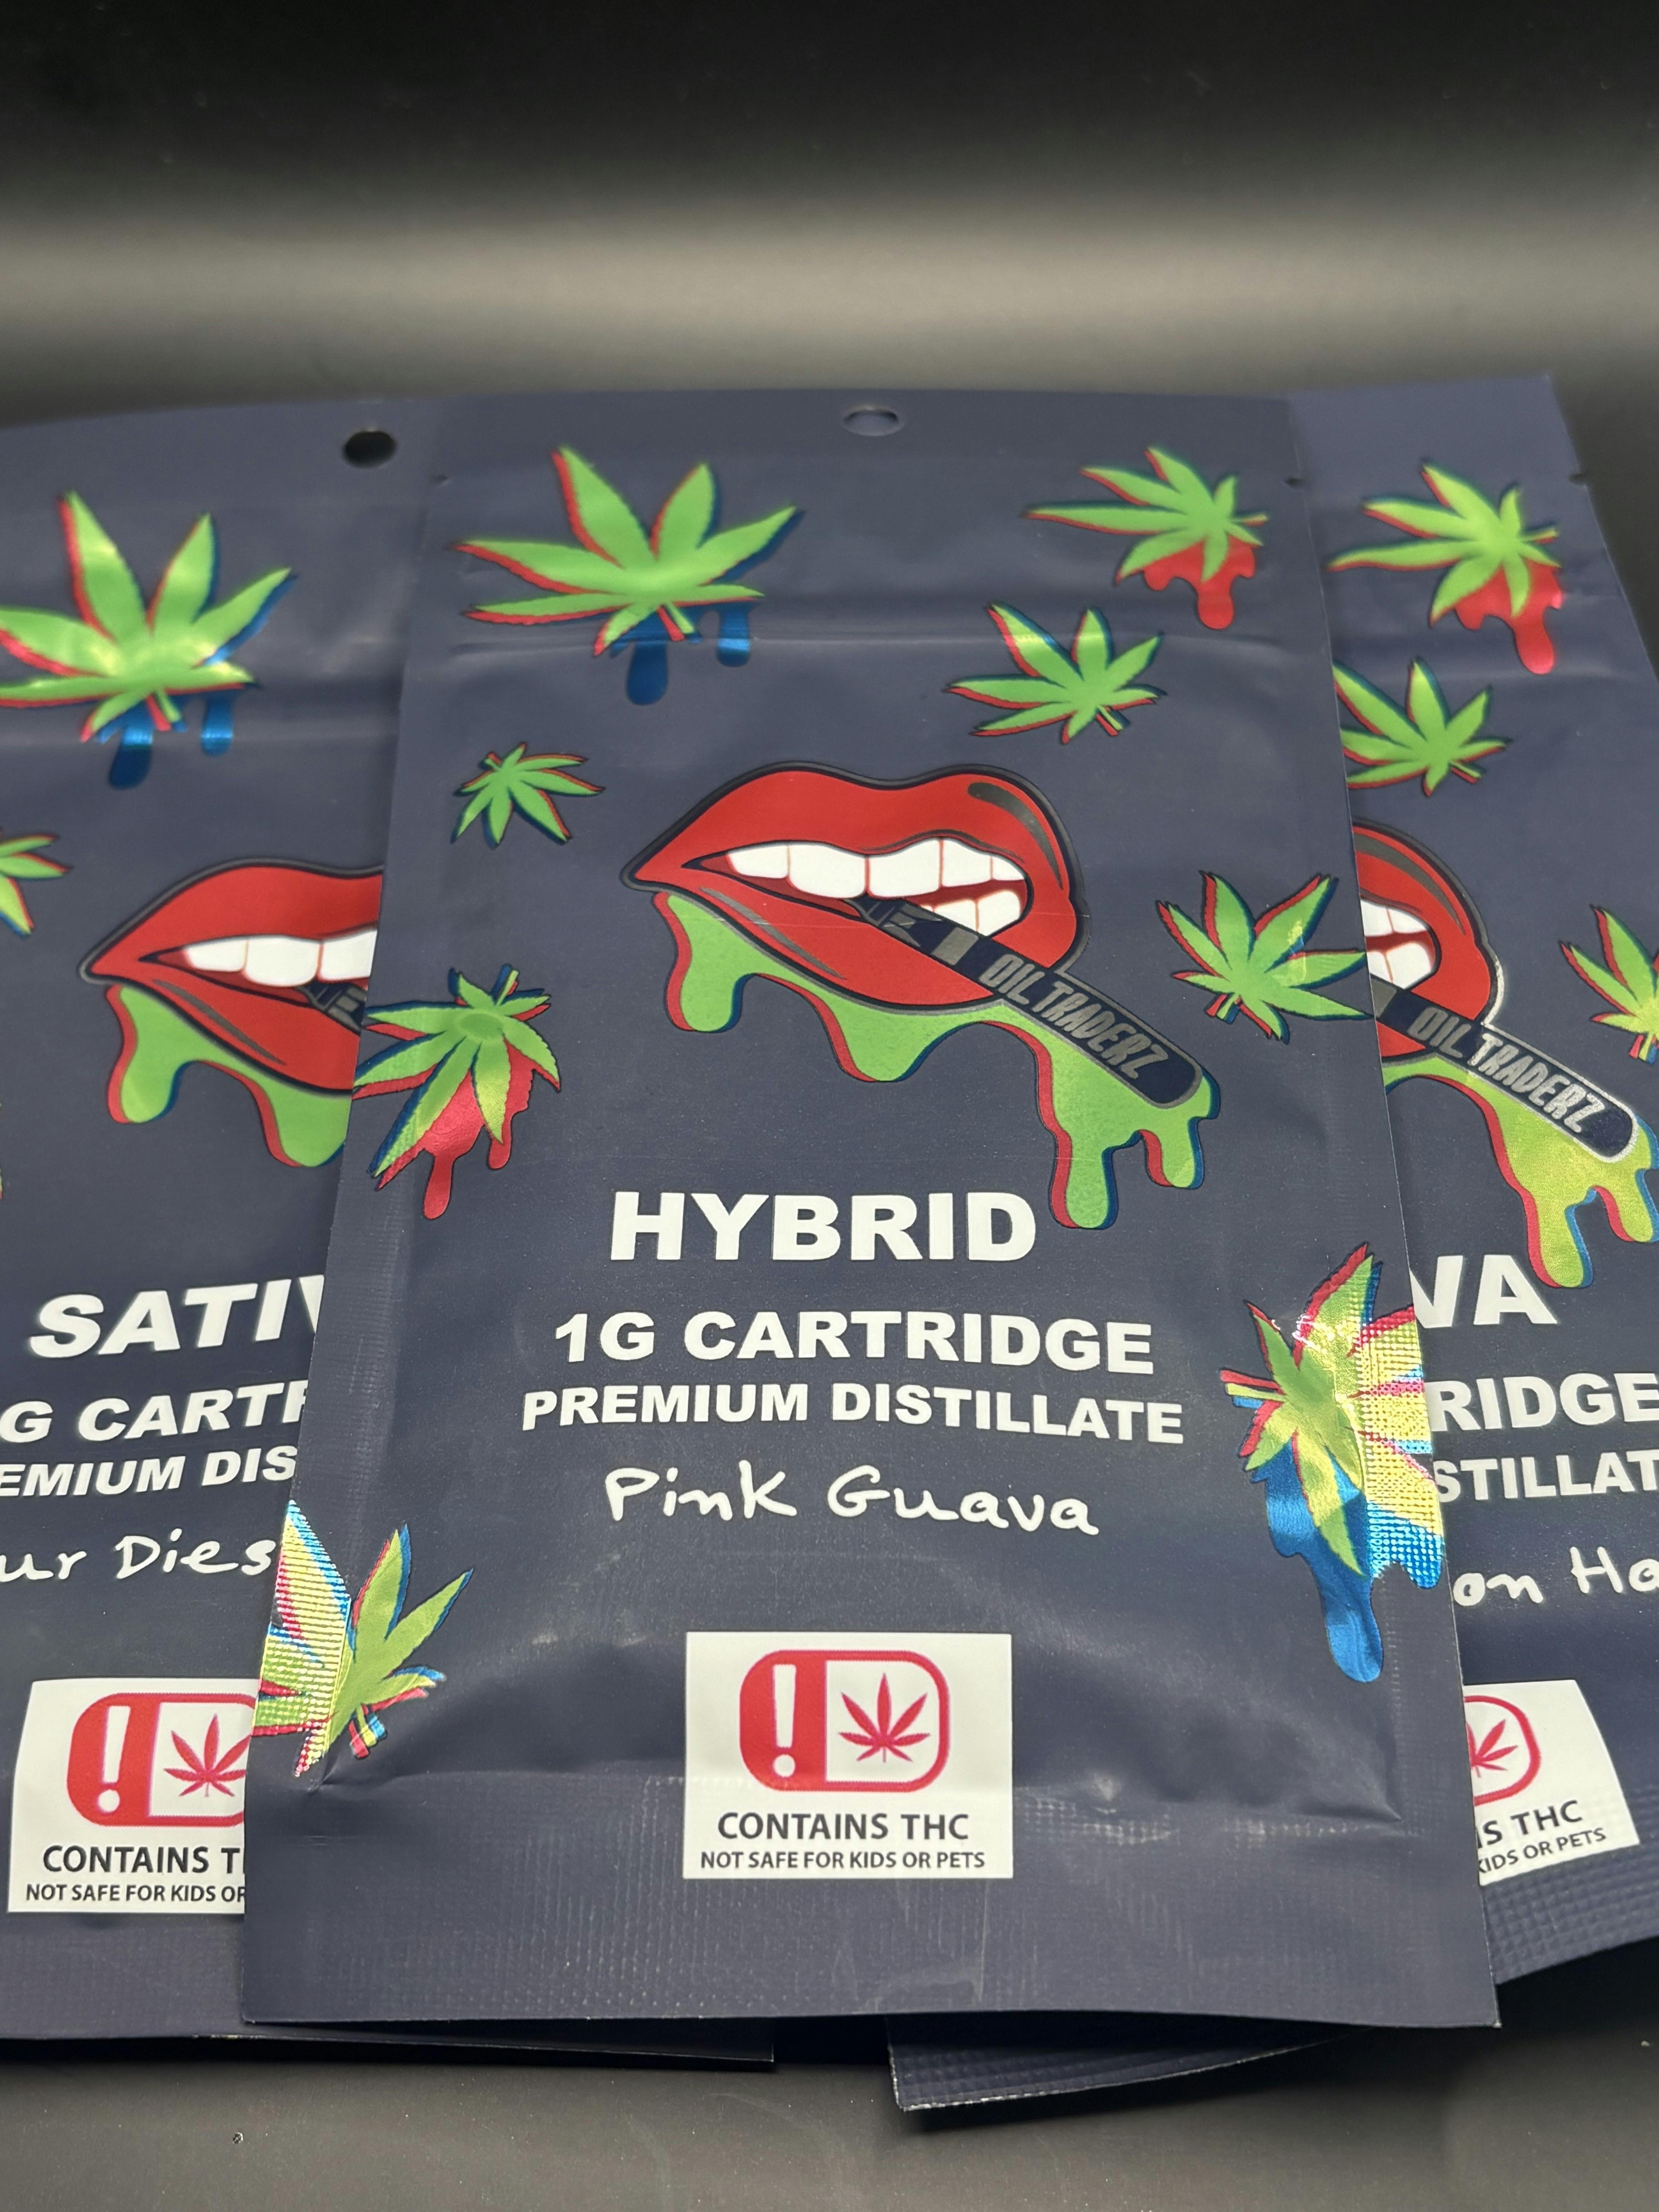 OIL TRADERZ
HYBRID
1G CARTRIDGE
PREMIUM DISTILLATE
Pink Guava
CONTAINS THC
NOT SAFE FOR KIDS OR PETS
SATIV
G CARTR
EMIUM DIS
ur Dies
CONTAINS T
NOT SAFE FOR KIDS OR
OIL TRADERZ
VA
RIDGE
STILLAT
on Ha
S THC
KIDS OR PETS